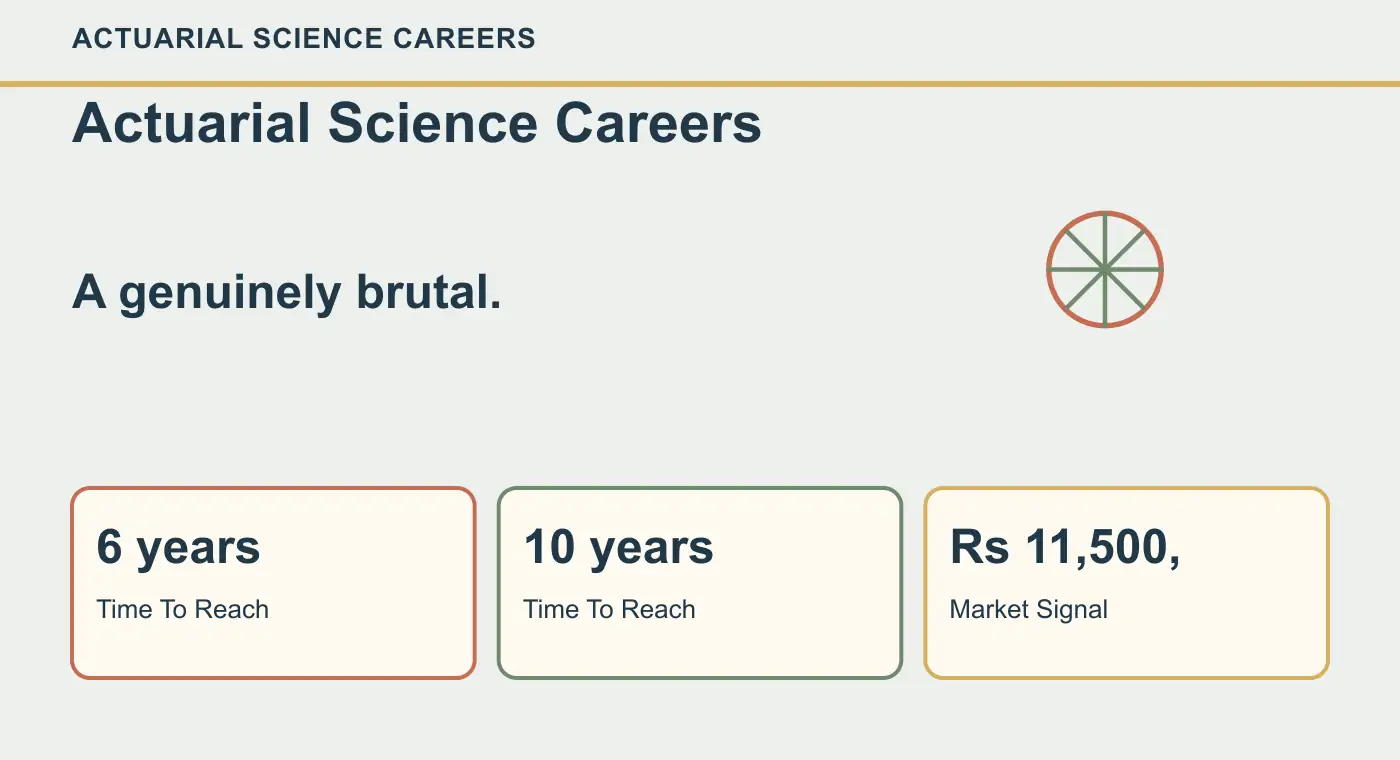 ACTUARIAL SCIENCE CAREERS
Actuarial Science Careers
A genuinely brutal.
6 years
Time To Reach
10 years
Time To Reach
Rs 11,500,
Market Signal